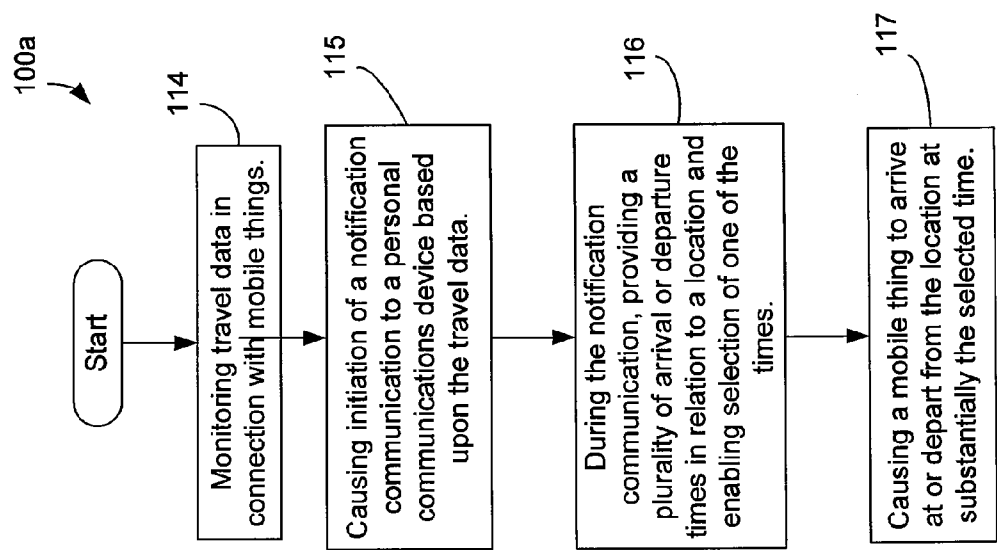 100a
Start
114
Monitoring travel data in
connection with mobile things.
115
Causing initiation of a notification
communication to a personal
communications device based
upon the travel data.
116
During the notification
communication, providing a
plurality of arrival or departure
times in relation to a location and
enabling selection of one of the
times.
117
Causing a mobile thing to arrive
at or depart from the location at
substantially the selected time.